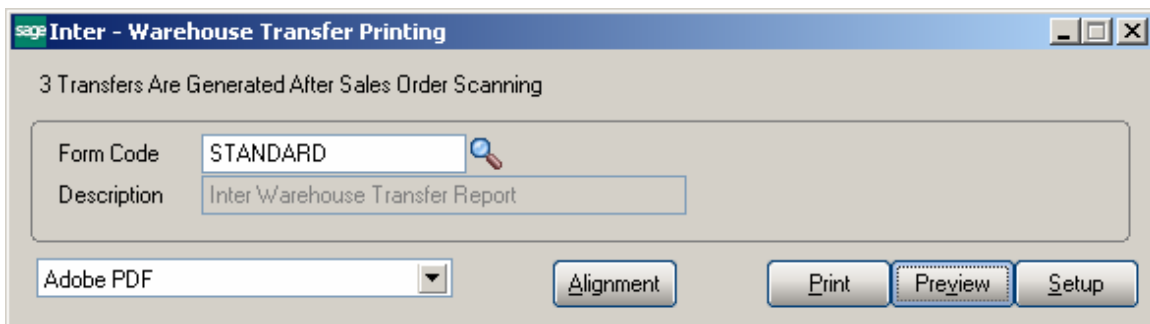 sage Inter - Warehouse Transfer Printing
3 Transfers Are Generated After Sales Order Scanning
Form Code STANDARD
Description Inter Warehouse Transfer Report
Adobe PDF Alignment Print Preview Setup